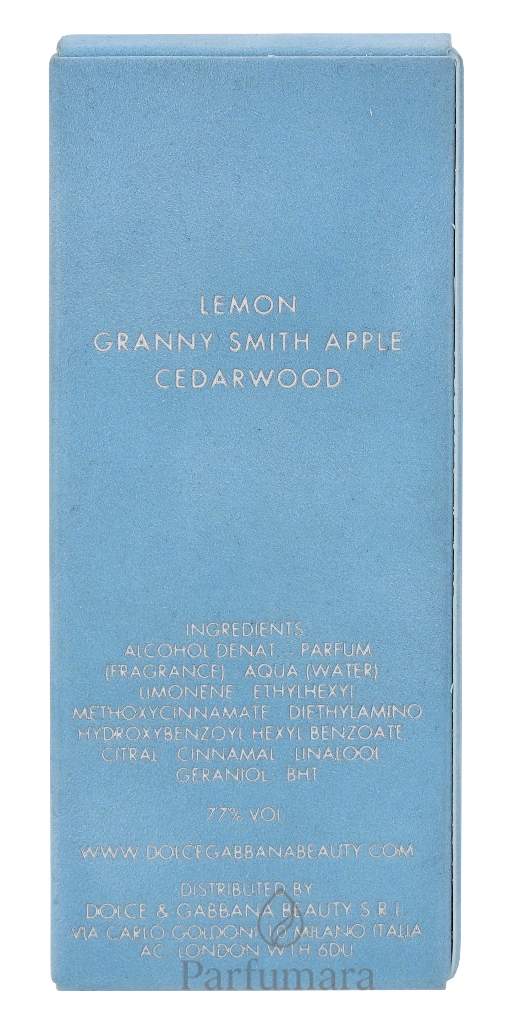 LEMON
GRANNY SMITH APPLE
CEDARWOOD
INGREDIENTS
ALCOHOL DENAT PARFUM
(FRAGRANCE) AQUA (WATER)
LIMONENE ETHYLHEXYL
METHOXYCINNAMATE DIETHYLAMINO
HYDROXYBENZOYL HEXYL BENZOATE
CITRAL CINNAMAL LINALOOL
GERANIOL BHT
77% VOL
WWW DOLCEGABBANABEAUTY COM
DISTRIBUTED BY
DOLCE & GABBANA BEAUTY S R L
VIA CARLO GOLDONI 10 MILANO ITALIA
AC LONDON W1H 6DU
Parfumara